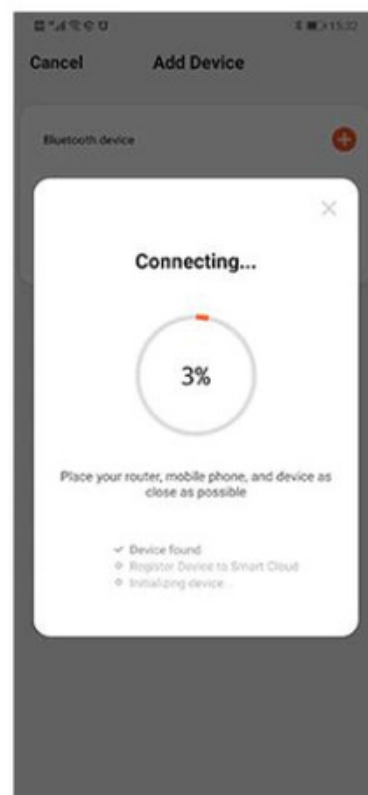 15:32
Cancel
Add Device
Bluetooth device
Connecting...
3%
Place your router, mobile phone, and device as
close as possible
Device found
Register Device to Smart Cloud
Initializing device...